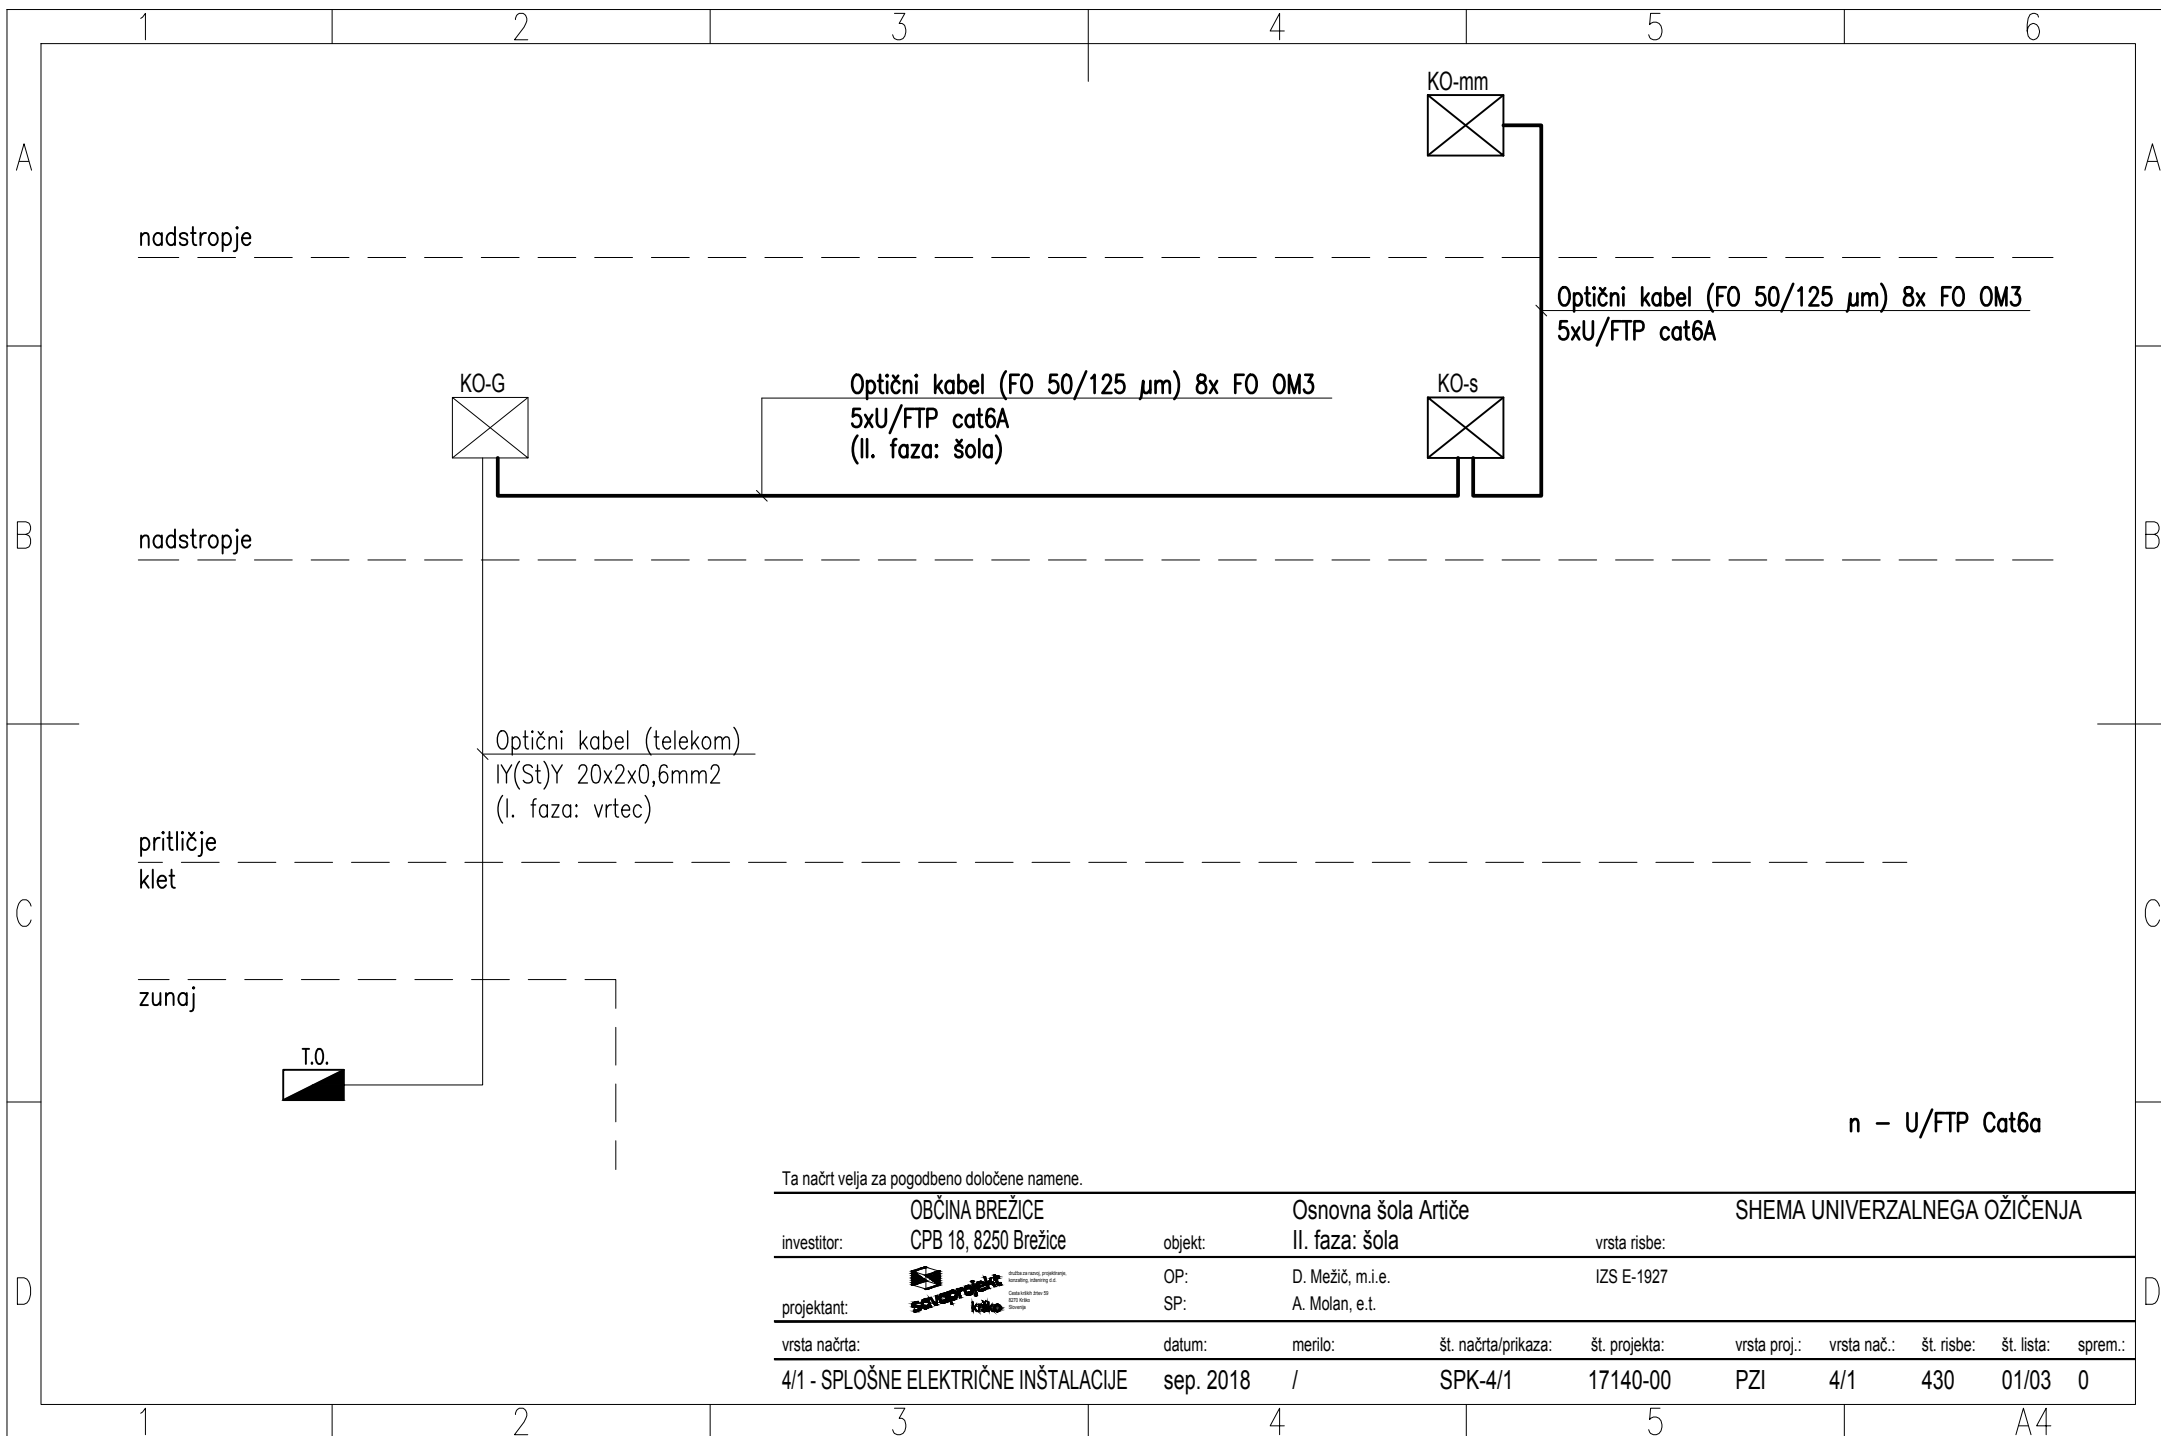 1 2 3 4 5 6
KO-mm
A A
nadstropje
Optični kabel (FO 50/125 μm) 8x FO OM3
5xU/FTP cat6A
KO-G
Optični kabel (FO 50/125 μm) 8x FO OM3
5xU/FTP cat6A
(II. faza: šola)
KO-s
B B
nadstropje
Optični kabel (telekom)
IY(St)Y 20x2x0,6mm2
(I. faza: vrtec)
pritličje
klet
C C
zunaj
T.O.
n – U/FTP Cat6a
Ta načrt velja za pogodbeno določene namene.
OBČINA BREŽICE Osnovna šola Artiče SHEMA UNIVERZALNEGA OŽIČENJA
investitor: CPB 18, 8250 Brežice objekt: II. faza: šola vrsta risbe:
D D
OP: D. Mežič, m.i.e. IZS E-1927
projektant: savaprojekt krško SP: A. Molan, e.t.
vrsta načrta: datum: merilo: št. načrta/prikaza: št. projekta: vrsta proj.: vrsta nač.: št. risbe: št. lista: sprem.:
4/1 - SPLOŠNE ELEKTRIČNE INŠTALACIJE sep. 2018 / SPK-4/1 17140-00 PZI 4/1 430 01/03 0
1 2 3 4 5 A4